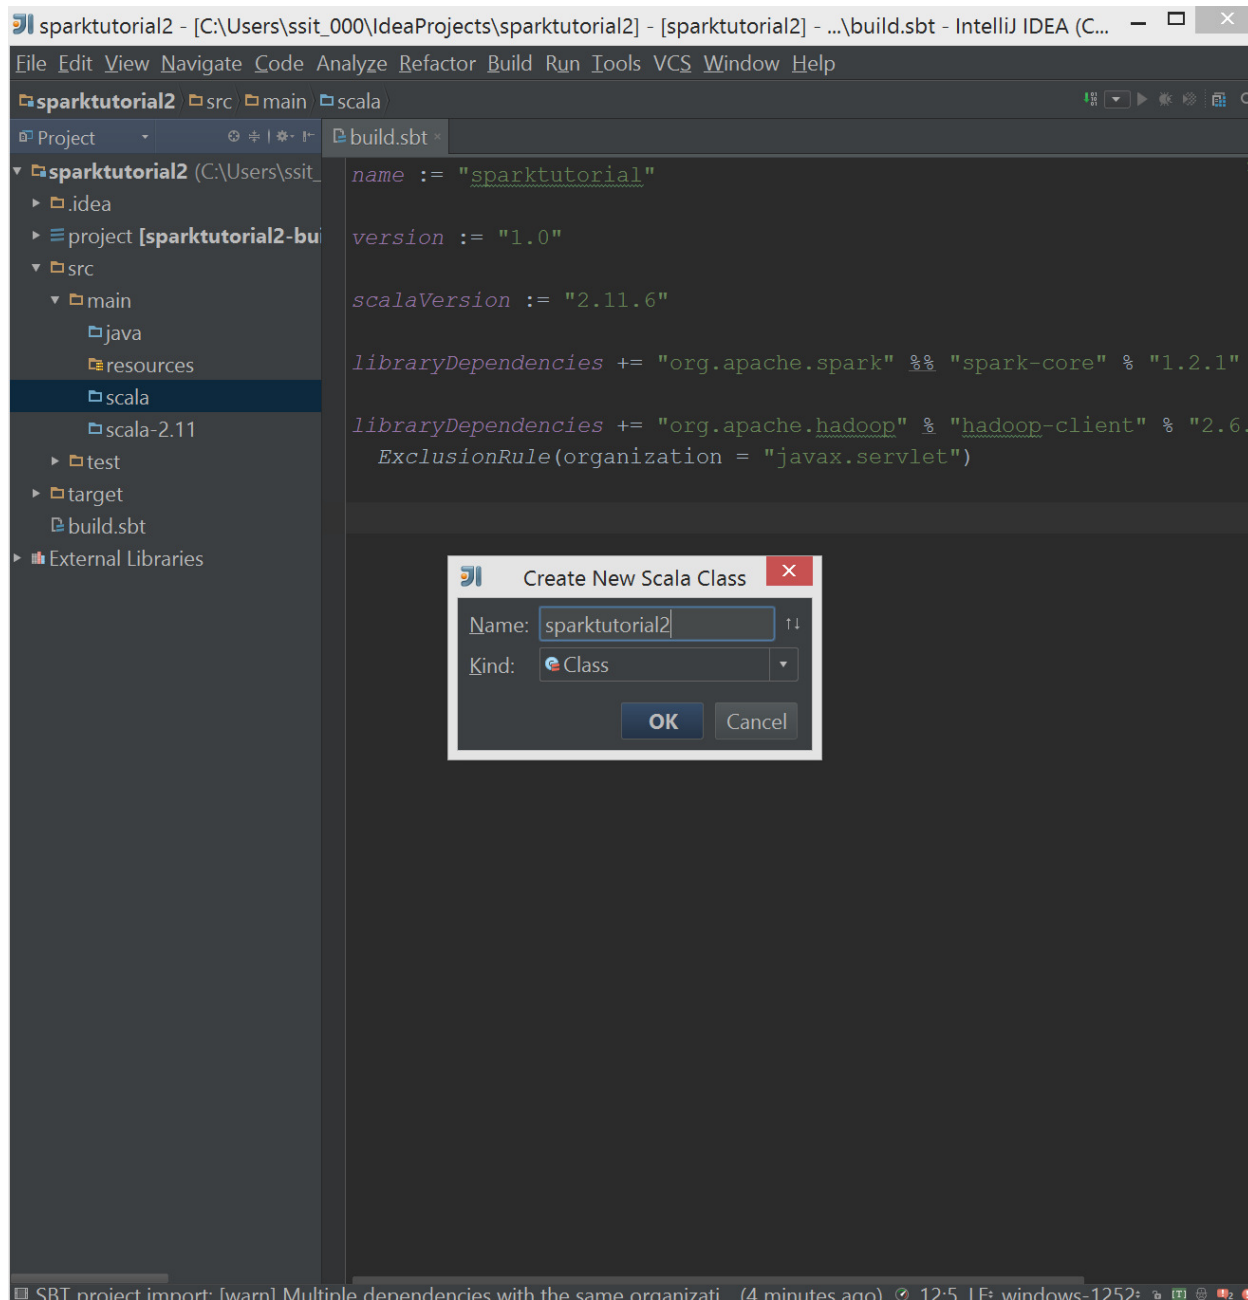 sparktutorial2 - [C:\Users\ssit_000\IdeaProjects\sparktutorial2] - [sparktutorial2] - ...\build.sbt - IntelliJ IDEA (C...
File Edit View Navigate Code Analyze Refactor Build Run Tools VCS Window Help
sparktutorial2 src main scala
Project
build.sbt
sparktutorial2 (C:\Users\ssit_
.idea
project [sparktutorial2-bui
src
main
java
resources
scala
scala-2.11
test
target
build.sbt
External Libraries
name := "sparktutorial"
version := "1.0"
scalaVersion := "2.11.6"
libraryDependencies += "org.apache.spark" %% "spark-core" % "1.2.1"
libraryDependencies += "org.apache.hadoop" % "hadoop-client" % "2.6.
ExclusionRule(organization = "javax.servlet")
Create New Scala Class
Name: sparktutorial2
Kind: Class
OK Cancel
SBT project import: [warn] Multiple dependencies with the same organizati... (4 minutes ago) 12:5 LF: windows-1252: